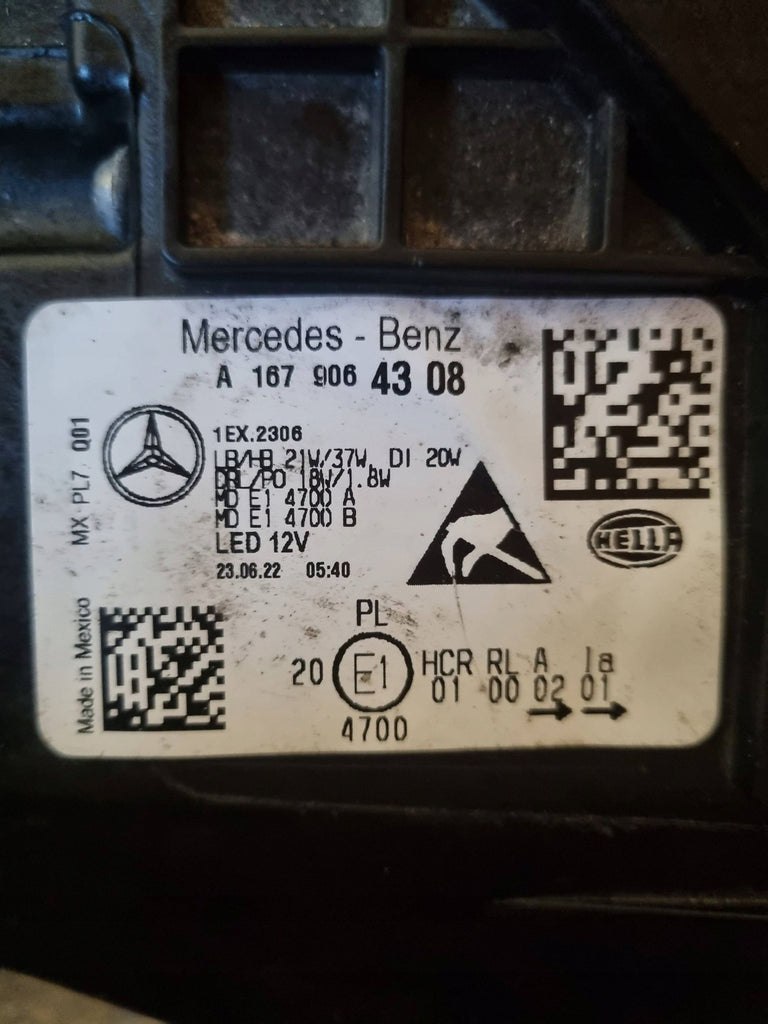 Mercedes - Benz
A 167 906 43 08
MX-PL7 Q01
1EX.2306
LB/HB 21W/37W, DI 20W
DRL/PO 18W/1.8W
MD E1 4700 A
MD E1 4700 B
LED 12V
23.06.22 05:40
HELLA
Made in Mexico
PL
20 E1 HCR RL A Ia
01 00 02 01
4700